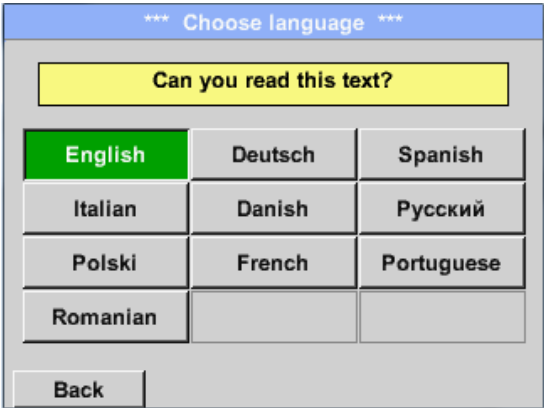 *** Choose language ***
Can you read this text?
English Deutsch Spanish
Italian Danish Русский
Polski French Portuguese
Romanian
Back